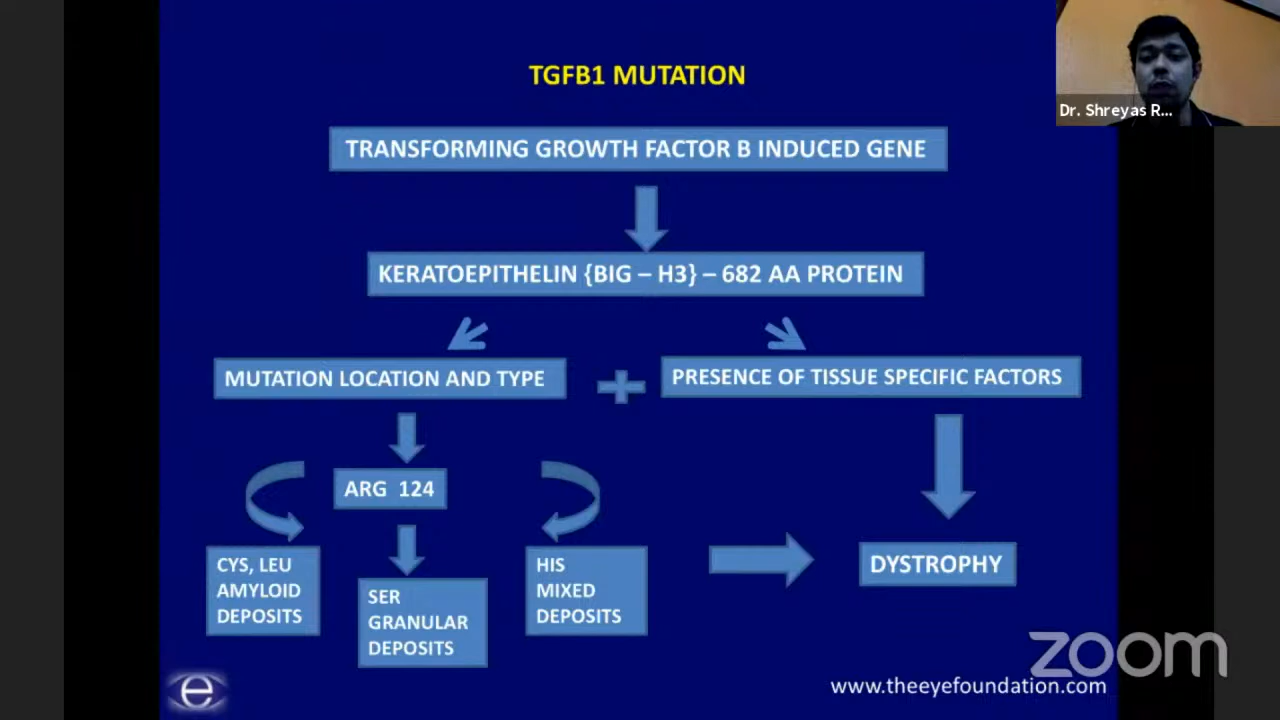 TGFB1 MUTATION
Dr. Shreyas R...
TRANSFORMING GROWTH FACTOR B INDUCED GENE
KERATOEPITHELIN {BIG – H3} – 682 AA PROTEIN
MUTATION LOCATION AND TYPE
PRESENCE OF TISSUE SPECIFIC FACTORS
ARG 124
CYS, LEU
AMYLOID
DEPOSITS
SER
GRANULAR
DEPOSITS
HIS
MIXED
DEPOSITS
DYSTROPHY
zoom
e
www.theeyefoundation.com